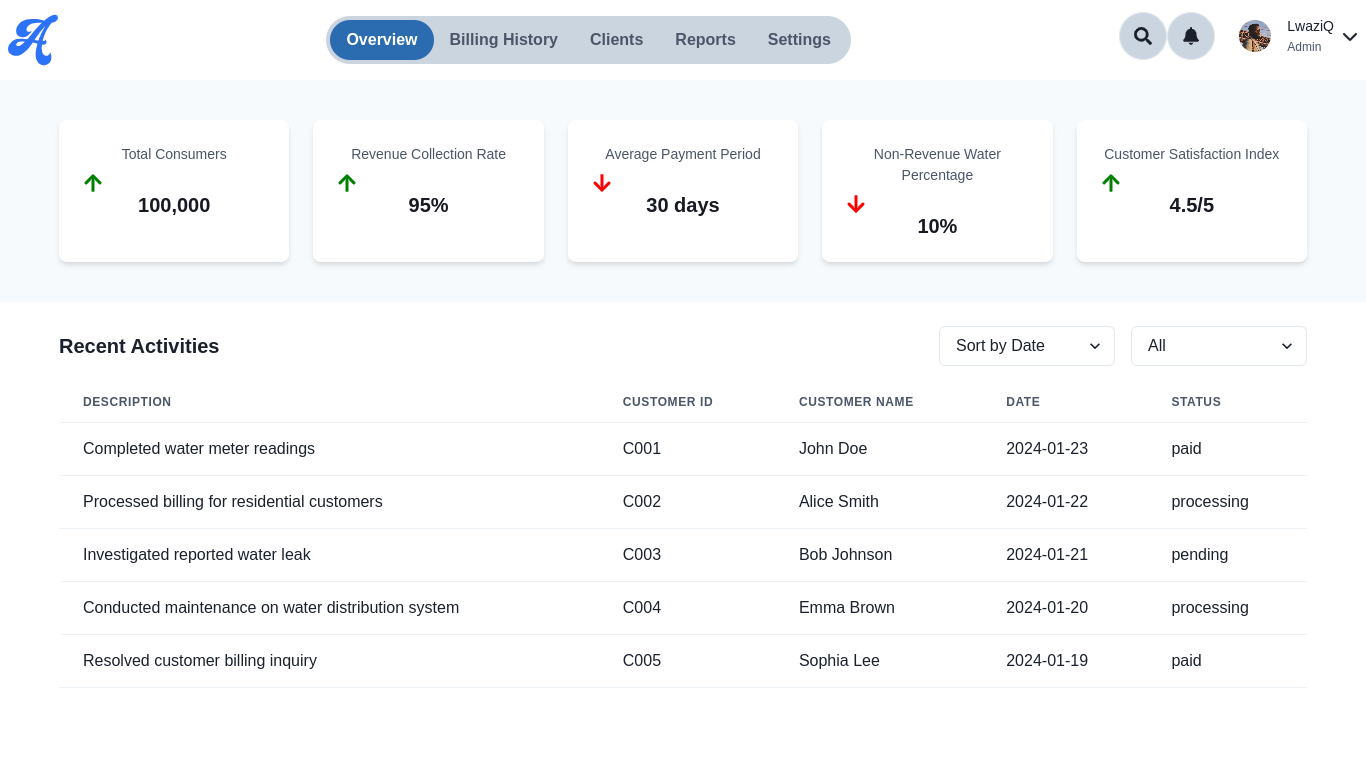 A
Overview Billing History Clients Reports Settings
LwaziQ
Admin
Total Consumers
100,000
Revenue Collection Rate
95%
Average Payment Period
30 days
Non-Revenue Water
Percentage
10%
Customer Satisfaction Index
4.5/5
Recent Activities
Sort by Date
All
DESCRIPTION CUSTOMER ID CUSTOMER NAME DATE STATUS
Completed water meter readings C001 John Doe 2024-01-23 paid
Processed billing for residential customers C002 Alice Smith 2024-01-22 processing
Investigated reported water leak C003 Bob Johnson 2024-01-21 pending
Conducted maintenance on water distribution system C004 Emma Brown 2024-01-20 processing
Resolved customer billing inquiry C005 Sophia Lee 2024-01-19 paid